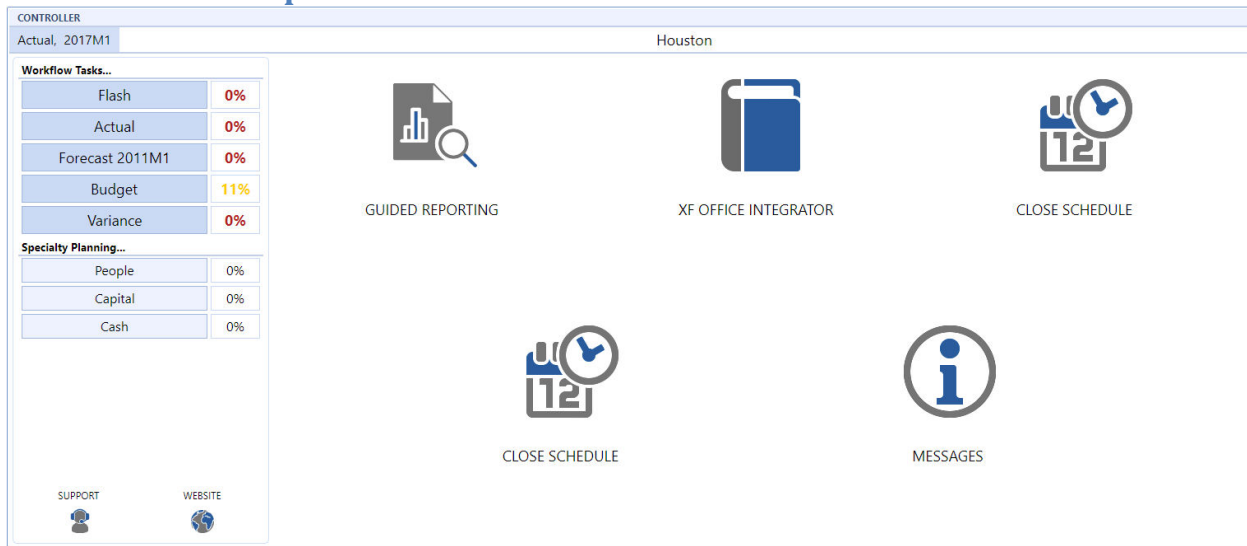 CONTROLLER
Actual, 2017M1
Houston
Workflow Tasks...
Flash 0%
Actual 0%
Forecast 2011M1 0%
Budget 11%
Variance 0%
Specialty Planning...
People 0%
Capital 0%
Cash 0%
SUPPORT WEBSITE
GUIDED REPORTING
XF OFFICE INTEGRATOR
12
CLOSE SCHEDULE
12
CLOSE SCHEDULE
MESSAGES